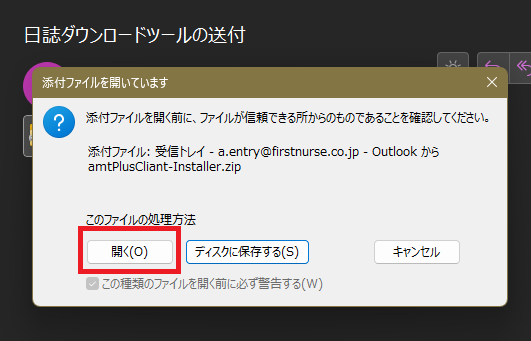 日誌ダウンロードツールの送付
添付ファイルを開いています
添付ファイルを開く前に、ファイルが信頼できる所からのものであることを確認してください。
添付ファイル: 受信トレイ - a.entry@firstnurse.co.jp - Outlook から
amtPlusCliant-Installer.zip
このファイルの処理方法
開く(O)
ディスクに保存する(S)
キャンセル
この種類のファイルを開く前に必ず警告する(W)